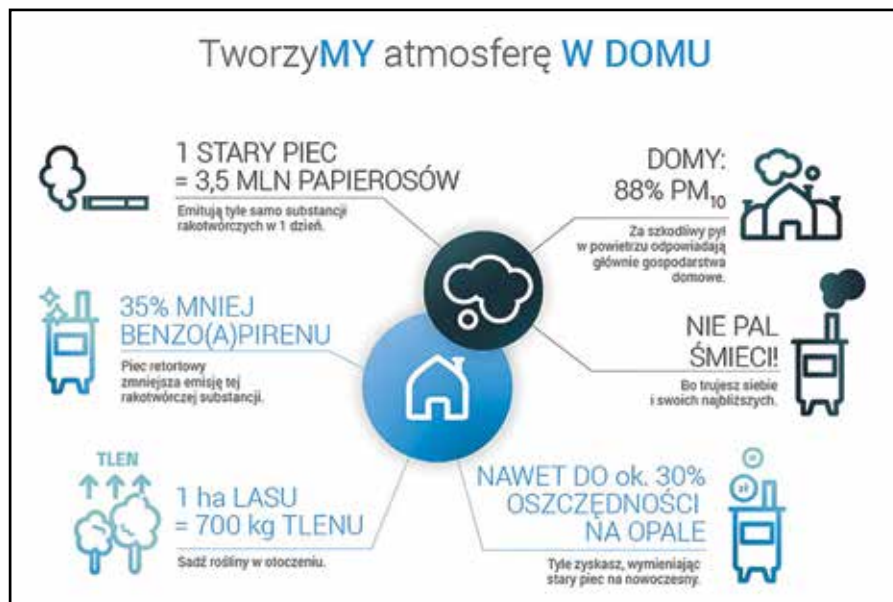 TworzyMY atmosferę W DOMU
1 STARY PIEC
= 3,5 MLN PAPIEROSÓW
Emitują tyle samo substancji
rakotwórczych w 1 dzień.
DOMY:
88% PM₁₀
Za szkodliwy pył
w powietrzu odpowiadają
głównie gospodarstwa
domowe.
35% MNIEJ
BENZO(A)PIRENU
Piec retortowy
zmniejsza emisję tej
rakotwórczej substancji.
NIE PAL
ŚMIECI!
Bo trujesz siebie
i swoich najbliższych.
TLEN
1 ha LASU
= 700 kg TLENU
Sadź rośliny w otoczeniu.
NAWET DO ok. 30%
OSZCZĘDNOŚCI
NA OPALE
Tyle zyskasz, wymieniając
stary piec na nowoczesny.
zł